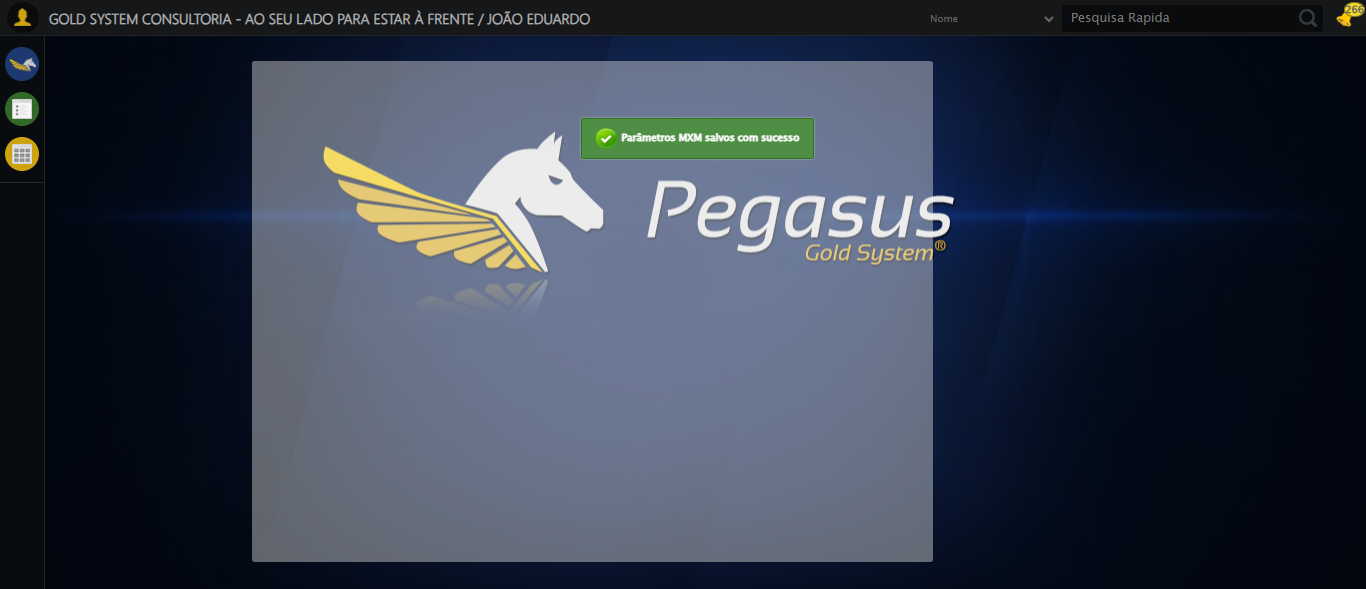 GOLD SYSTEM CONSULTORIA - AO SEU LADO PARA ESTAR À FRENTE / JOÃO EDUARDO
Nome
Pesquisa Rapida
266
Parâmetros MXM salvos com sucesso
Pegasus
Gold System®